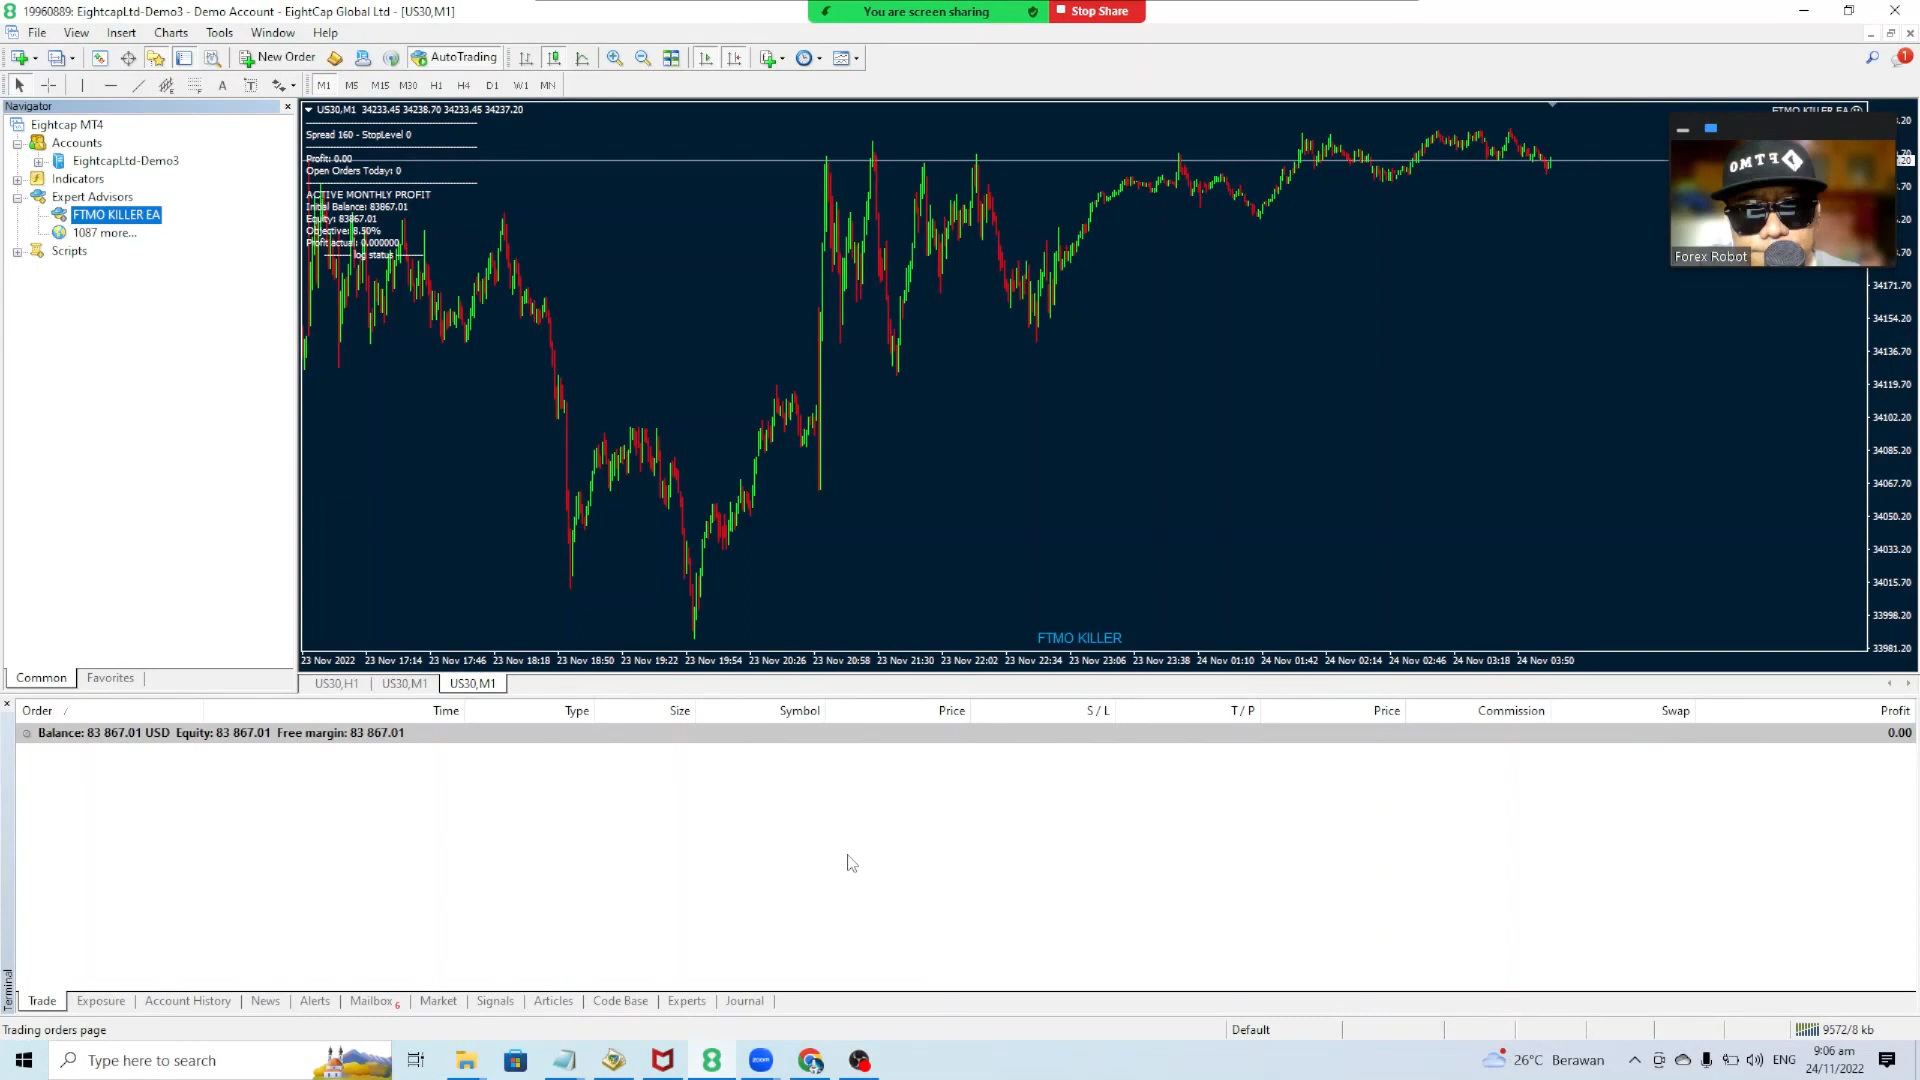 19960889: EightcapLtd-Demo3 - Demo Account - EightCap Global Ltd - [US30,M1]
You are screen sharing
Stop Share
File View Insert Charts Tools Window Help
New Order
AutoTrading
1
A T
M1 M5 M15 M30 H1 H4 D1 W1 MN
Navigator
Eightcap MT4
Accounts
EightcapLtd-Demo3
Indicators
Expert Advisors
FTMO KILLER EA
1087 more...
Scripts
Common Favorites
US30,M1 34233.45 34238.70 34233.45 34237.20
Spread 160 - StopLevel 0
Profit: 0.00
Open Orders Today: 0
ACTIVE MONTHLY PROFIT
Initial Balance: 83867.01
Equity: 83867.01
Objective: 8.50%
Profit actual: 0.000000
log status
FTMO KILLER EA
FTMO
Forex Robot
34171.70
34154.20
34136.70
34119.70
34102.20
34085.20
34067.70
34050.20
34033.20
34015.70
33998.20
33981.20
FTMO KILLER
23 Nov 2022 23 Nov 17:14 23 Nov 17:46 23 Nov 18:18 23 Nov 18:50 23 Nov 19:22 23 Nov 19:54 23 Nov 20:26 23 Nov 20:58 23 Nov 21:30 23 Nov 22:02 23 Nov 22:34 23 Nov 23:06 23 Nov 23:38 24 Nov 01:10 24 Nov 01:42 24 Nov 02:14 24 Nov 02:46 24 Nov 03:18 24 Nov 03:50
US30,H1 US30,M1 US30,M1
Order / Time Type Size Symbol Price S / L T / P Price Commission Swap Profit
Balance: 83 867.01 USD Equity: 83 867.01 Free margin: 83 867.01 0.00
Terminal
Trade Exposure Account History News Alerts Mailbox 6 Market Signals Articles Code Base Experts Journal
Trading orders page
Default
9572/8 kb
Type here to search
zoom
26°C Berawan
ENG
9:06 am
24/11/2022